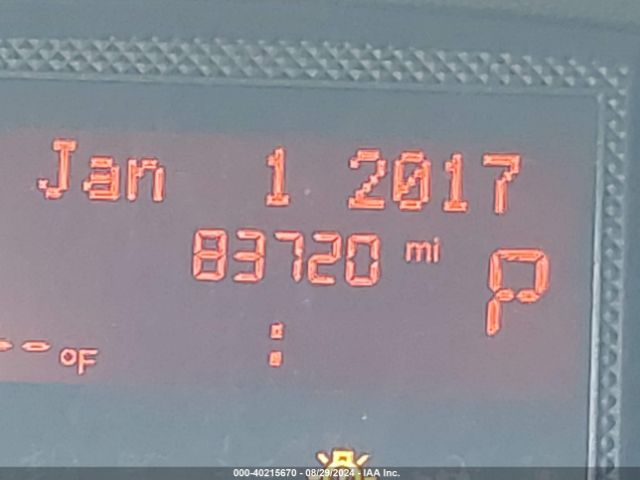 Jan 1 2017
83720 mi
P
-- °F :
000-40215670 - 08/29/2024 - IAA Inc.